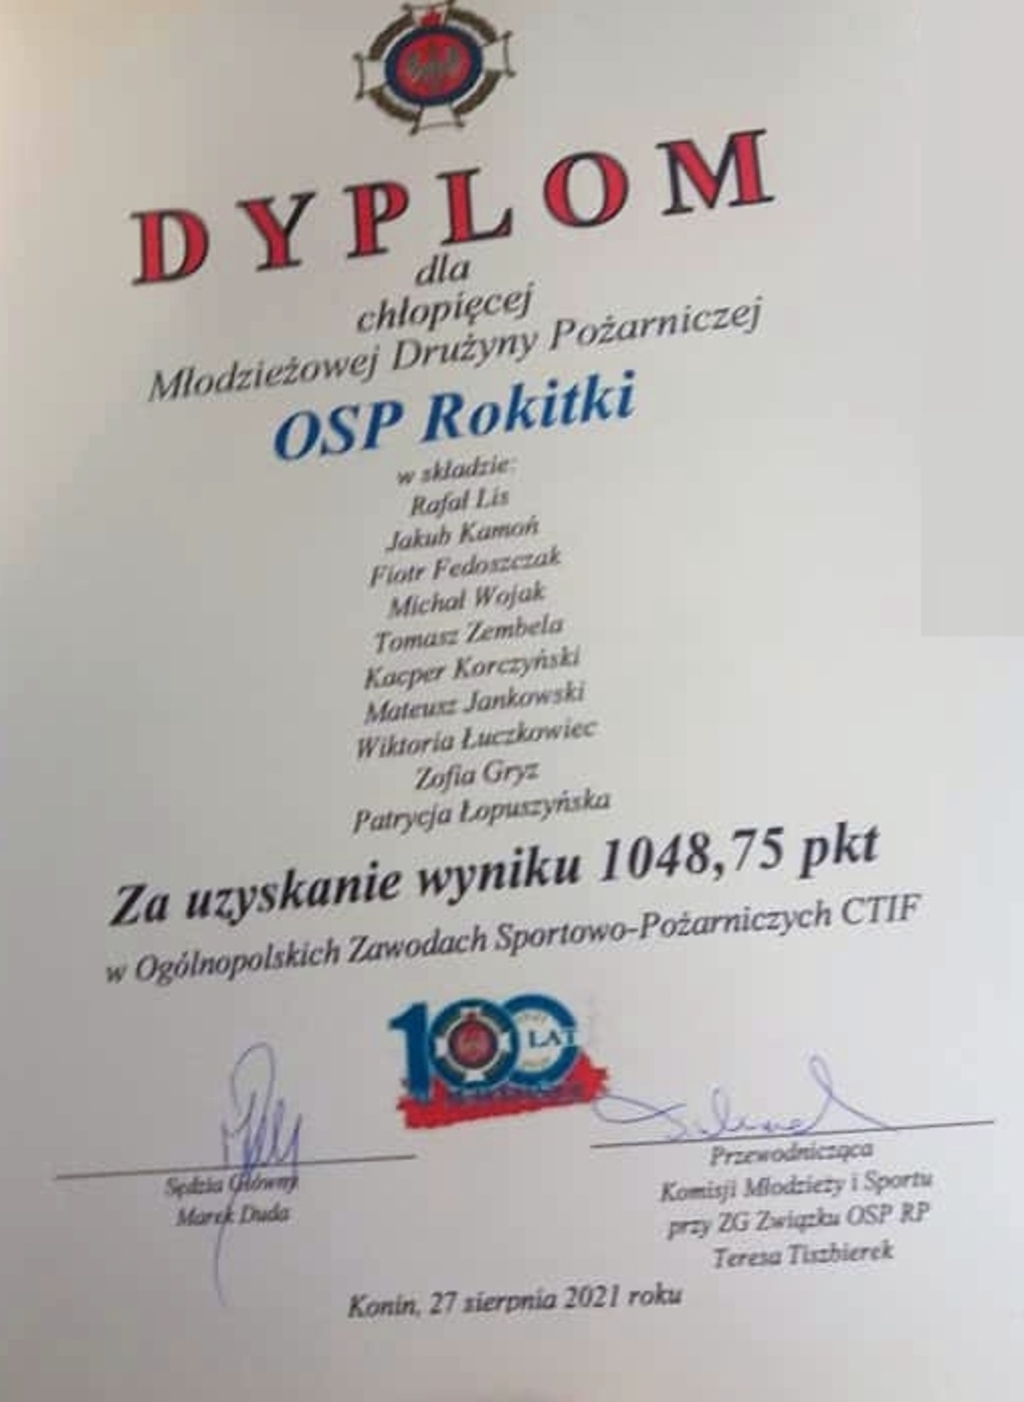 DYPLOM
dla
chłopięcej
Młodzieżowej Drużyny Pożarniczej
OSP Rokitki
w składzie:
Rafał Lis
Jakub Kamoń
Piotr Fedoszczak
Michał Wojak
Tomasz Zembela
Kacper Korczyński
Mateusz Jankowski
Wiktoria Łuczkowiec
Zofia Gryz
Patrycja Łopuszyńska
Za uzyskanie wyniku 1048,75 pkt
w Ogólnopolskich Zawodach Sportowo-Pożarniczych CTIF
100 LAT
Sędzia Główny
Marek Duda
Przewodnicząca
Komisji Młodzieży i Sportu
przy ZG Związku OSP RP
Teresa Tiszbierek
Konin, 27 sierpnia 2021 roku